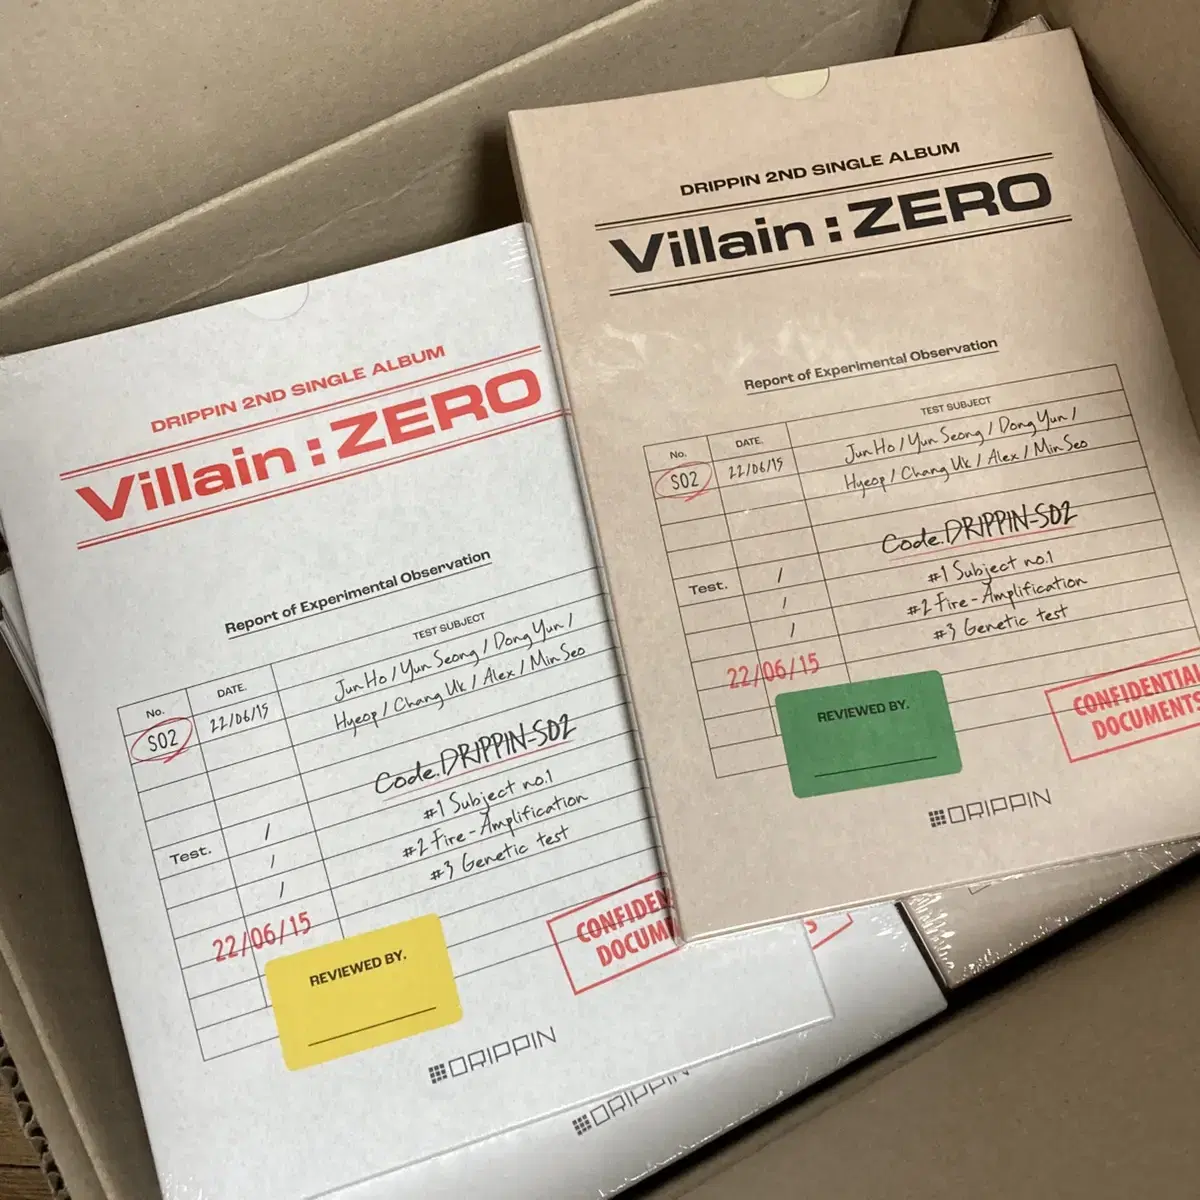 DRIPPIN 2ND SINGLE ALBUM
Villain : ZERO
Report of Experimental Observation
No.
DATE.
TEST SUBJECT
S02
22/06/15
Jun Ho / Yun Seong / Dong Yun /
Hyeop / Chang Uk / Alex / Min Seo
Code.DRIPPIN-S02
Test.
/
#1 Subject no.1
/
#2 Fire-Amplification
/
#3 Genetic test
22/06/15
REVIEWED BY.
CONFIDEN
DOCUM
DRIPPIN
DRIPPIN
DRIPPIN 2ND SINGLE ALBUM
Villain : ZERO
Report of Experimental Observation
No.
DATE.
TEST SUBJECT
S02
22/06/15
Jun Ho / Yun Seong / Dong Yun /
Hyeop / Chang Uk / Alex / Min Seo
Code.DRIPPIN-S02
Test.
/
#1 Subject no.1
/
#2 Fire-Amplification
/
#3 Genetic test
22/06/15
REVIEWED BY.
CONFIDENTIAL
DOCUMENTS
DRIPPIN